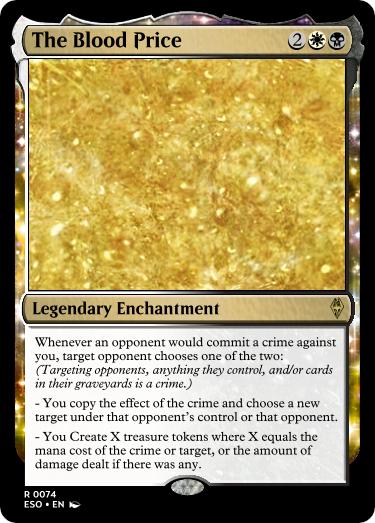 The Blood Price
2
Legendary Enchantment
Whenever an opponent would commit a crime against
you, target opponent chooses one of the two:
(Targeting opponents, anything they control, and/or cards
in their graveyards is a crime.)
- You copy the effect of the crime and choose a new
target under that opponent's control or that opponent.
- You Create X treasure tokens where X equals the
mana cost of the crime or target, or the amount of
damage dealt if there was any.
R 0074
ESO • EN